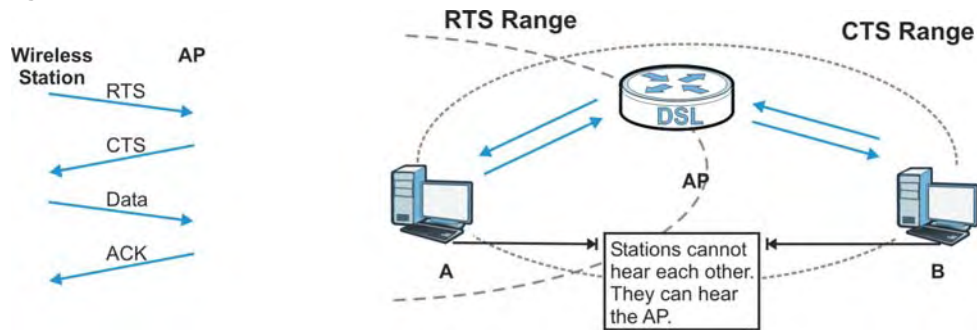 Wireless
Station
AP
RTS
CTS
Data
ACK
RTS Range
CTS Range
DSL
AP
A
B
Stations cannot
hear each other.
They can hear
the AP.